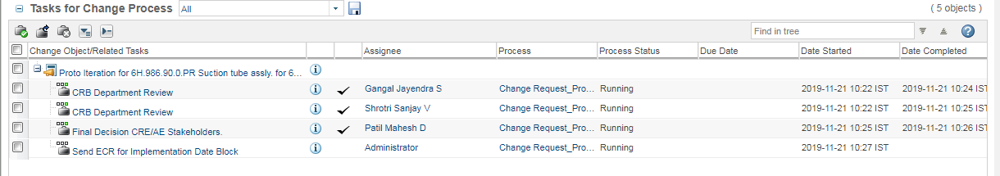 Tasks for Change Process All ( 5 objects )
Find in tree
Change Object/Related Tasks Assignee Process Process Status Due Date Date Started Date Completed
Proto Iteration for 6H.986.90.0.PR Suction tube assly. for 6...
CRB Department Review Gangal Jayendra S Change Request_Pro... Running 2019-11-21 10:22 IST 2019-11-21 10:24 IST
CRB Department Review Shrotri Sanjay V Change Request_Pro... Running 2019-11-21 10:22 IST 2019-11-21 10:25 IST
Final Decision CRE/AE Stakeholders. Patil Mahesh D Change Request_Pro... Running 2019-11-21 10:25 IST 2019-11-21 10:26 IST
Send ECR for Implementation Date Block Administrator Change Request_Pro... Running 2019-11-21 10:27 IST